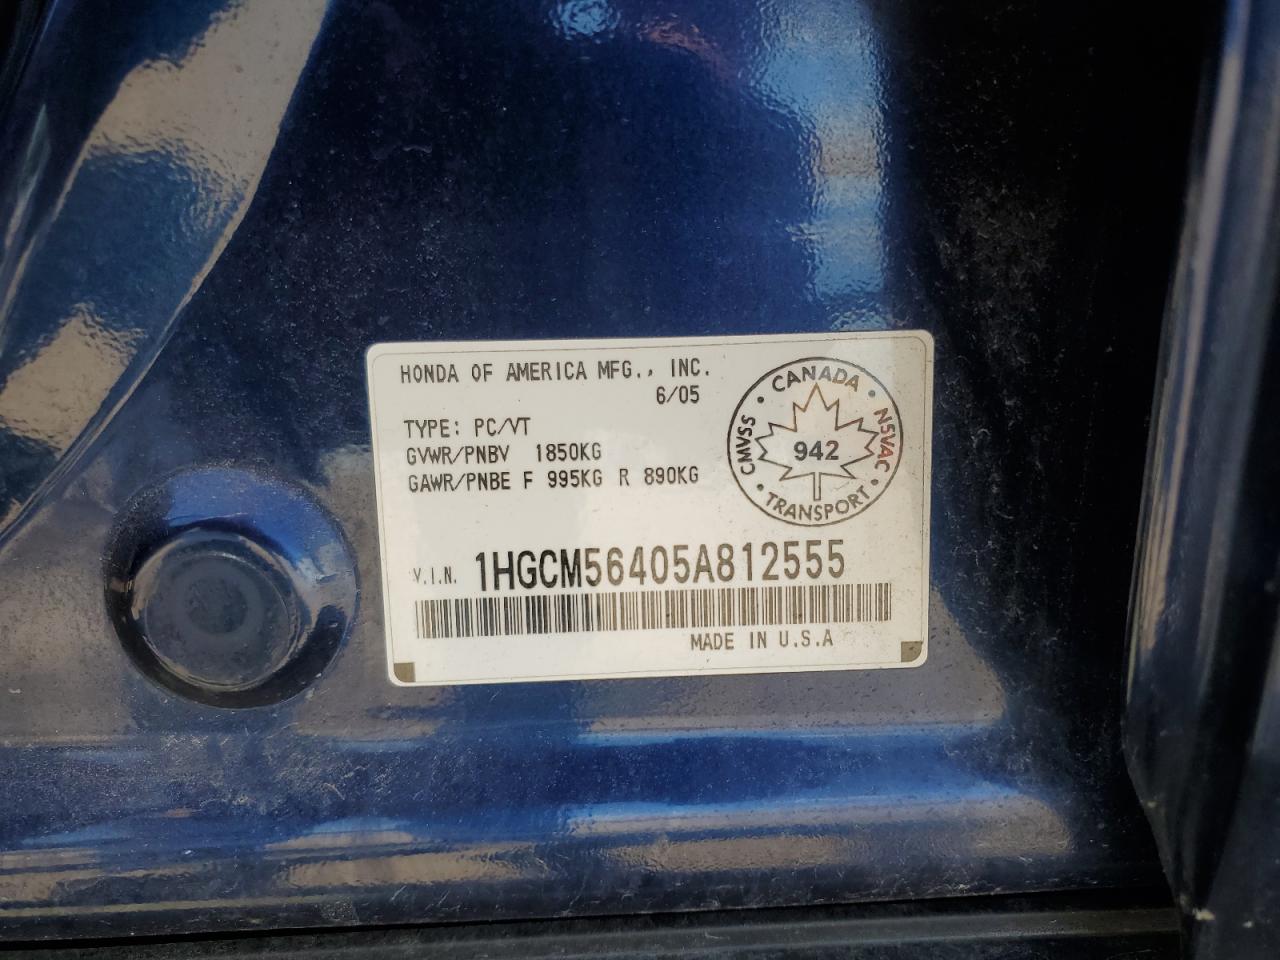 HONDA OF AMERICA MFG., INC.
6/05
TYPE: PC/VT
GVWR/PNBV 1850KG
GAWR/PNBE F 995KG R 890KG
CANADA
CMVSS
NSVAC
942
TRANSPORT
V.I.N. 1HGCM56405A812555
MADE IN U.S.A